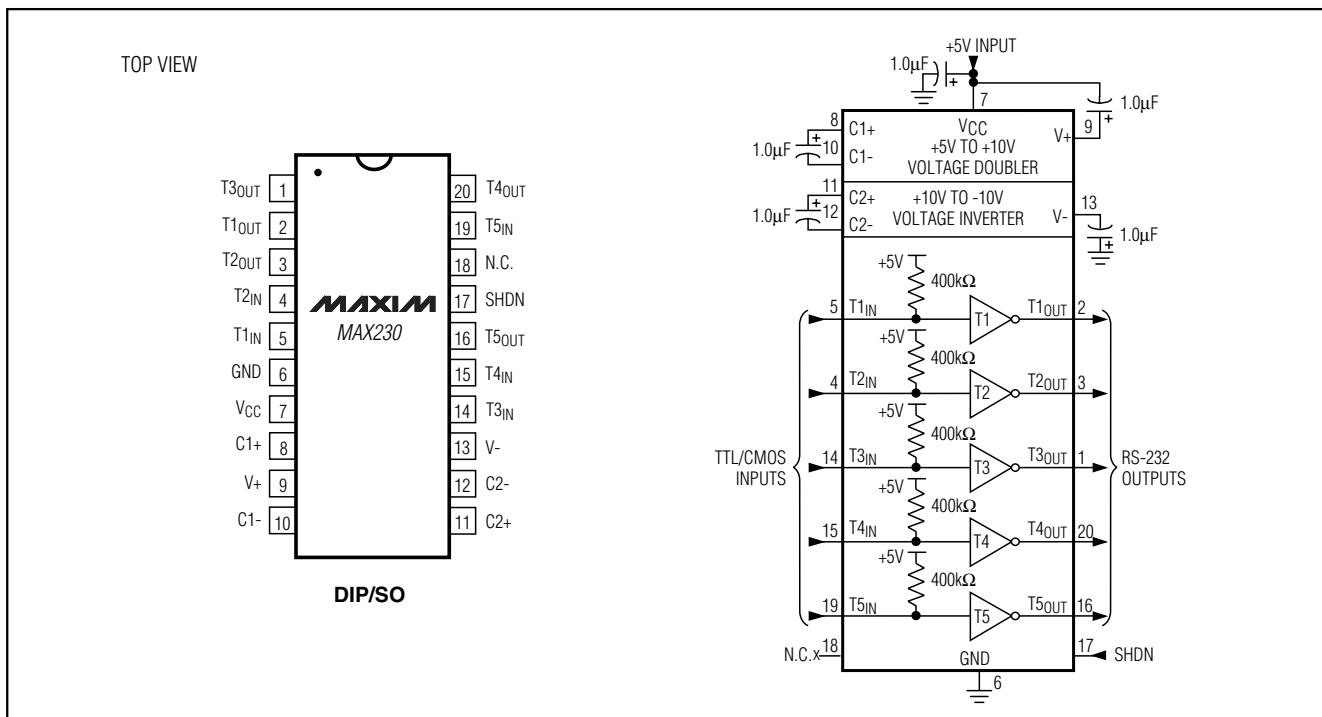 TOP VIEW
T3OUT 1
T1OUT 2
T2OUT 3
T2IN 4
T1IN 5
GND 6
VCC 7
C1+ 8
V+ 9
C1- 10
20 T4OUT
19 T5IN
18 N.C.
17 SHDN
16 T5OUT
15 T4IN
14 T3IN
13 V-
12 C2-
11 C2+
MAXIM
MAX230
DIP/SO
+5V INPUT
1.0µF +
7
+ 1.0µF
8 C1+
VCC
V+ 9
1.0µF + 10 C1-
+5V TO +10V
VOLTAGE DOUBLER
11 C2+
+10V TO -10V
VOLTAGE INVERTER
V- 13
1.0µF + 12 C2-
1.0µF +
+5V
400kΩ
5 T1IN T1 T1OUT 2
+5V
400kΩ
4 T2IN T2 T2OUT 3
+5V
400kΩ
TTL/CMOS
INPUTS
14 T3IN T3 T3OUT 1
RS-232
OUTPUTS
+5V
400kΩ
15 T4IN T4 T4OUT 20
+5V
400kΩ
19 T5IN T5 T5OUT 16
N.C. x 18
GND
17 SHDN
6